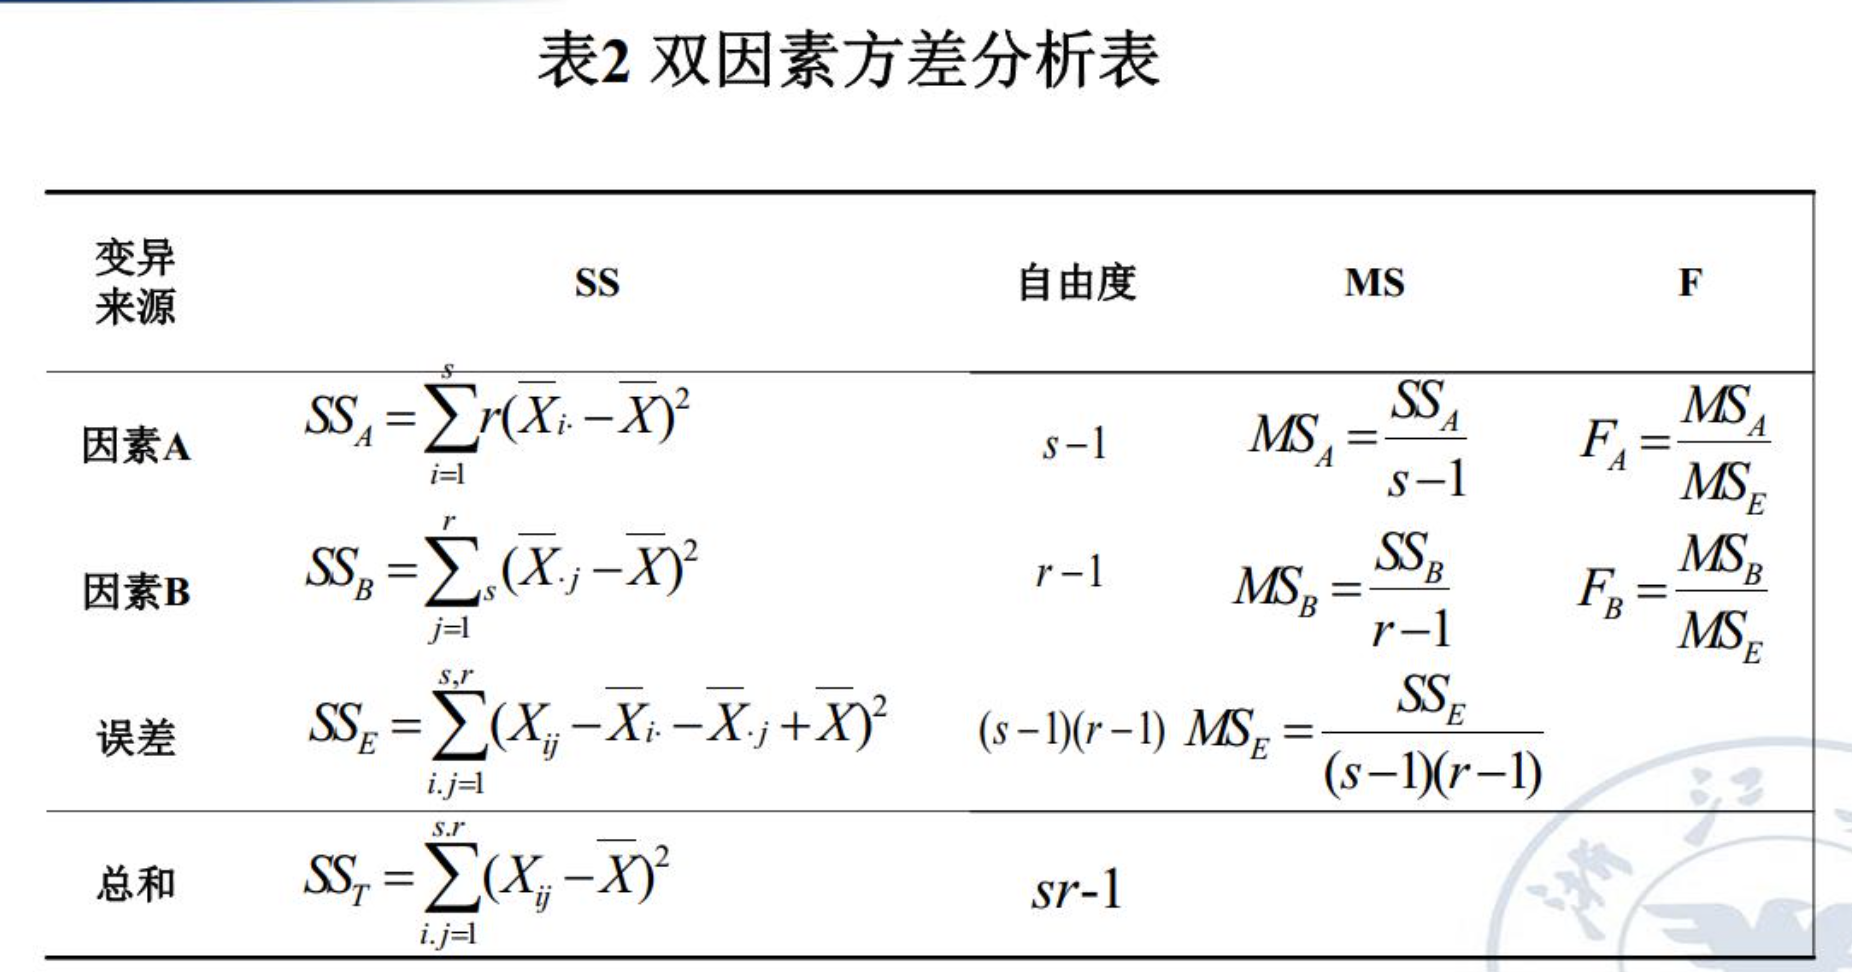 表2 双因素方差分析表
变异来源 SS 自由度 MS F
因素A $SS_A = \sum_{i=1}^{s} r(\overline{X}_{i\cdot} - \overline{X})^2$ $s-1$ $MS_A = \frac{SS_A}{s-1}$ $F_A = \frac{MS_A}{MS_E}$
因素B $SS_B = \sum_{j=1}^{r} s(\overline{X}_{\cdot j} - \overline{X})^2$ $r-1$ $MS_B = \frac{SS_B}{r-1}$ $F_B = \frac{MS_B}{MS_E}$
误差 $SS_E = \sum_{i.j=1}^{s,r} (X_{ij} - \overline{X}_{i\cdot} - \overline{X}_{\cdot j} + \overline{X})^2$ $(s-1)(r-1)$ $MS_E = \frac{SS_E}{(s-1)(r-1)}$
总和 $SS_T = \sum_{i.j=1}^{s.r} (X_{ij} - \overline{X})^2$ sr-1
浙江